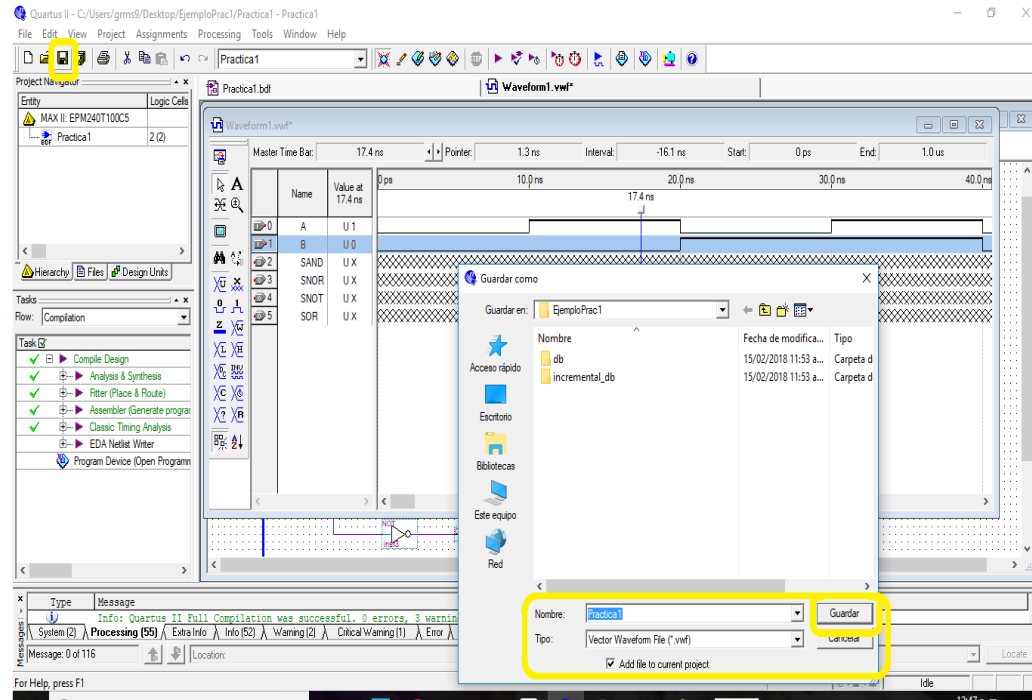 Quartus II - C:/Users/grms9/Desktop/EjemploPrac1/Practica1 - Practica1
File Edit View Project Assignments Processing Tools Window Help
Practica1
Project Navigator
Entity Logic Cells
MAX II: EPM240T100C5
Practica1 2 (2)
Hierarchy Files Design Units
Tasks
Flow: Compilation
Task
Compile Design
Analysis & Synthesis
Fitter (Place & Route)
Assembler (Generate program
Classic Timing Analysis
EDA Netlist Writer
Program Device (Open Programm
Practica1.bdf
Waveform1.vwf*
Waveform1.vwf*
Master Time Bar: 17.4 ns Pointer: 1.3 ns Interval: -16.1 ns Start: 0 ps End: 1.0 us
Name Value at 17.4 ns
0 ps 10.0 ns 20.0 ns 30.0 ns 40.0 ns
17.4 ns
0 A U 1
1 B U 0
2 SAND U X
3 SNOR U X
4 SNOT U X
5 SOR U X
NOT
inst3
Guardar como
Guardar en: EjemploPrac1
Nombre Fecha de modifica... Tipo
db 15/02/2018 11:53 a... Carpeta d
incremental_db 15/02/2018 11:53 a... Carpeta d
Acceso rápido
Escritorio
Bibliotecas
Este equipo
Red
Nombre: Practica1 Guardar
Tipo: Vector Waveform File (*.vwf) Cancelar
Add file to current project
Type Message
Info: Quartus II Full Compilation was successful. 0 errors, 3 warnin
System (2) Processing (55) Extra Info Info (52) Warning (2) Critical Warning (1) Error
Messages
Message: 0 of 116 Location: Locate
For Help, press F1 Idle